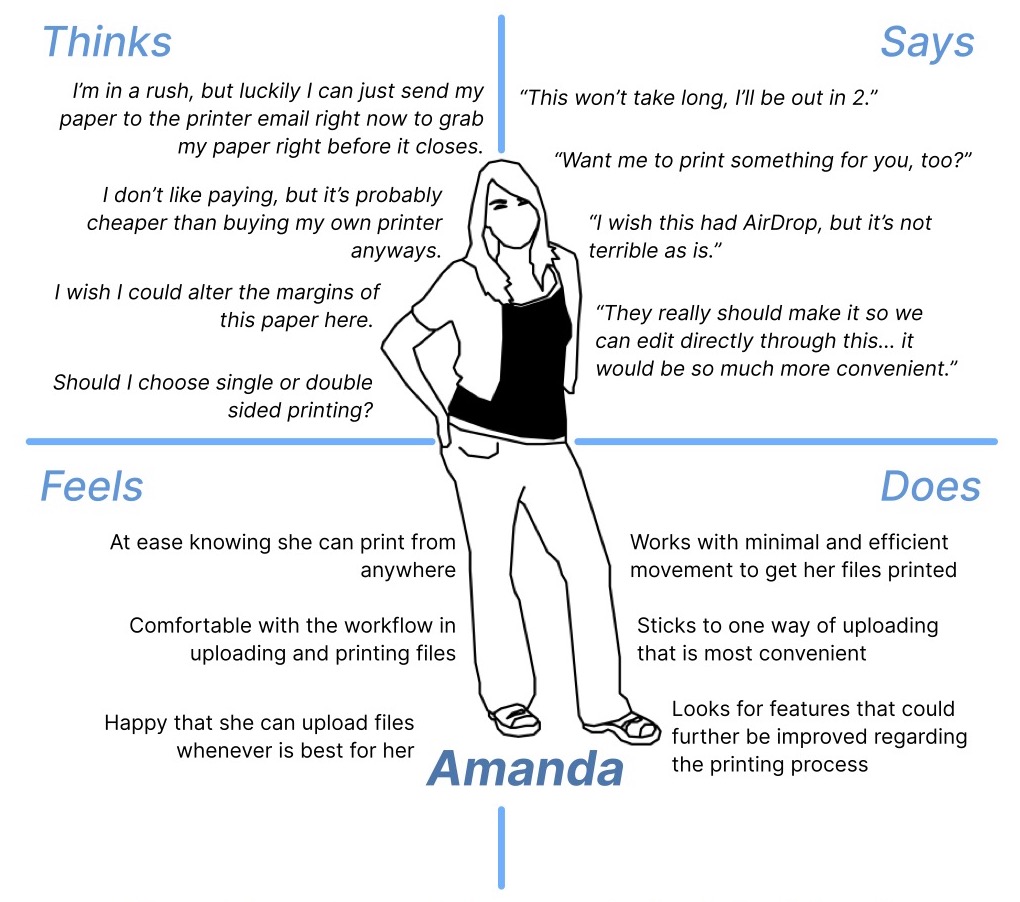 Thinks
I'm in a rush, but luckily I can just send my
paper to the printer email right now to grab
my paper right before it closes.
I don't like paying, but it's probably
cheaper than buying my own printer
anyways.
I wish I could alter the margins of
this paper here.
Should I choose single or double
sided printing?
Says
“This won't take long, I'll be out in 2.”
“Want me to print something for you, too?”
“I wish this had AirDrop, but it's not
terrible as is.”
“They really should make it so we
can edit directly through this... it
would be so much more convenient.”
Feels
At ease knowing she can print from
anywhere
Comfortable with the workflow in
uploading and printing files
Happy that she can upload files
whenever is best for her
Does
Works with minimal and efficient
movement to get her files printed
Sticks to one way of uploading
that is most convenient
Looks for features that could
further be improved regarding
the printing process
Amanda